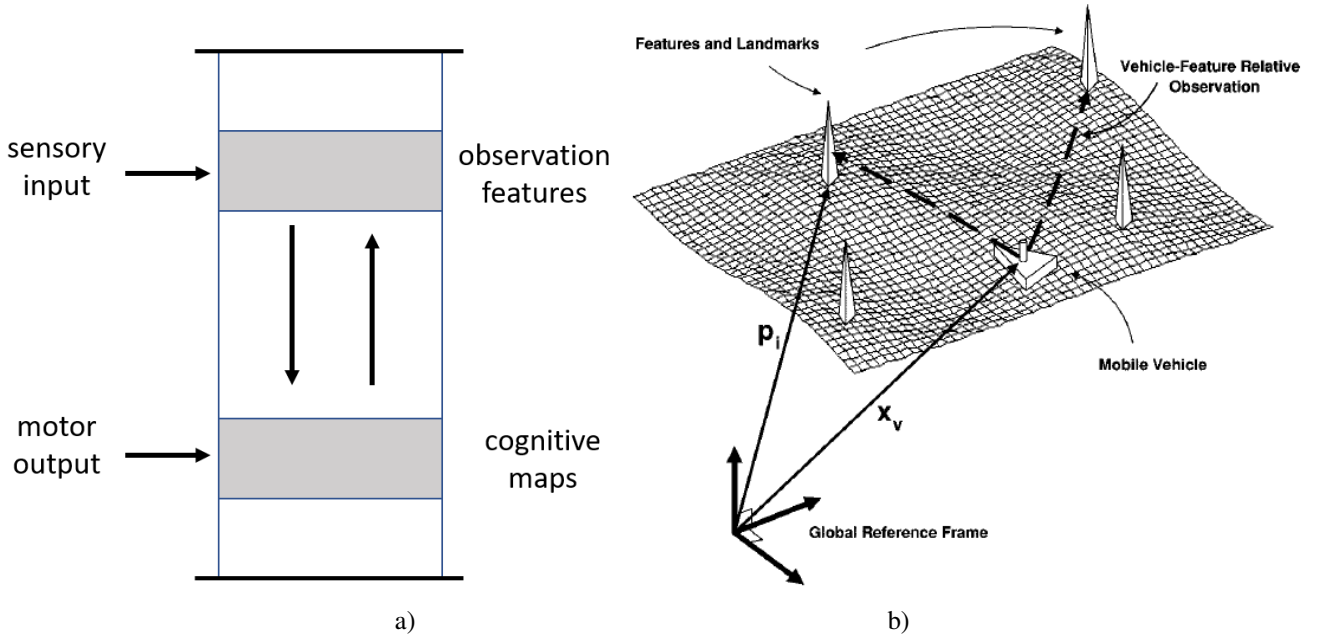 sensory
input
observation
features
motor
output
cognitive
maps
a)
Features and Landmarks
Vehicle-Feature Relative
Observation
p i
Mobile Vehicle
x v
Global Reference Frame
b)